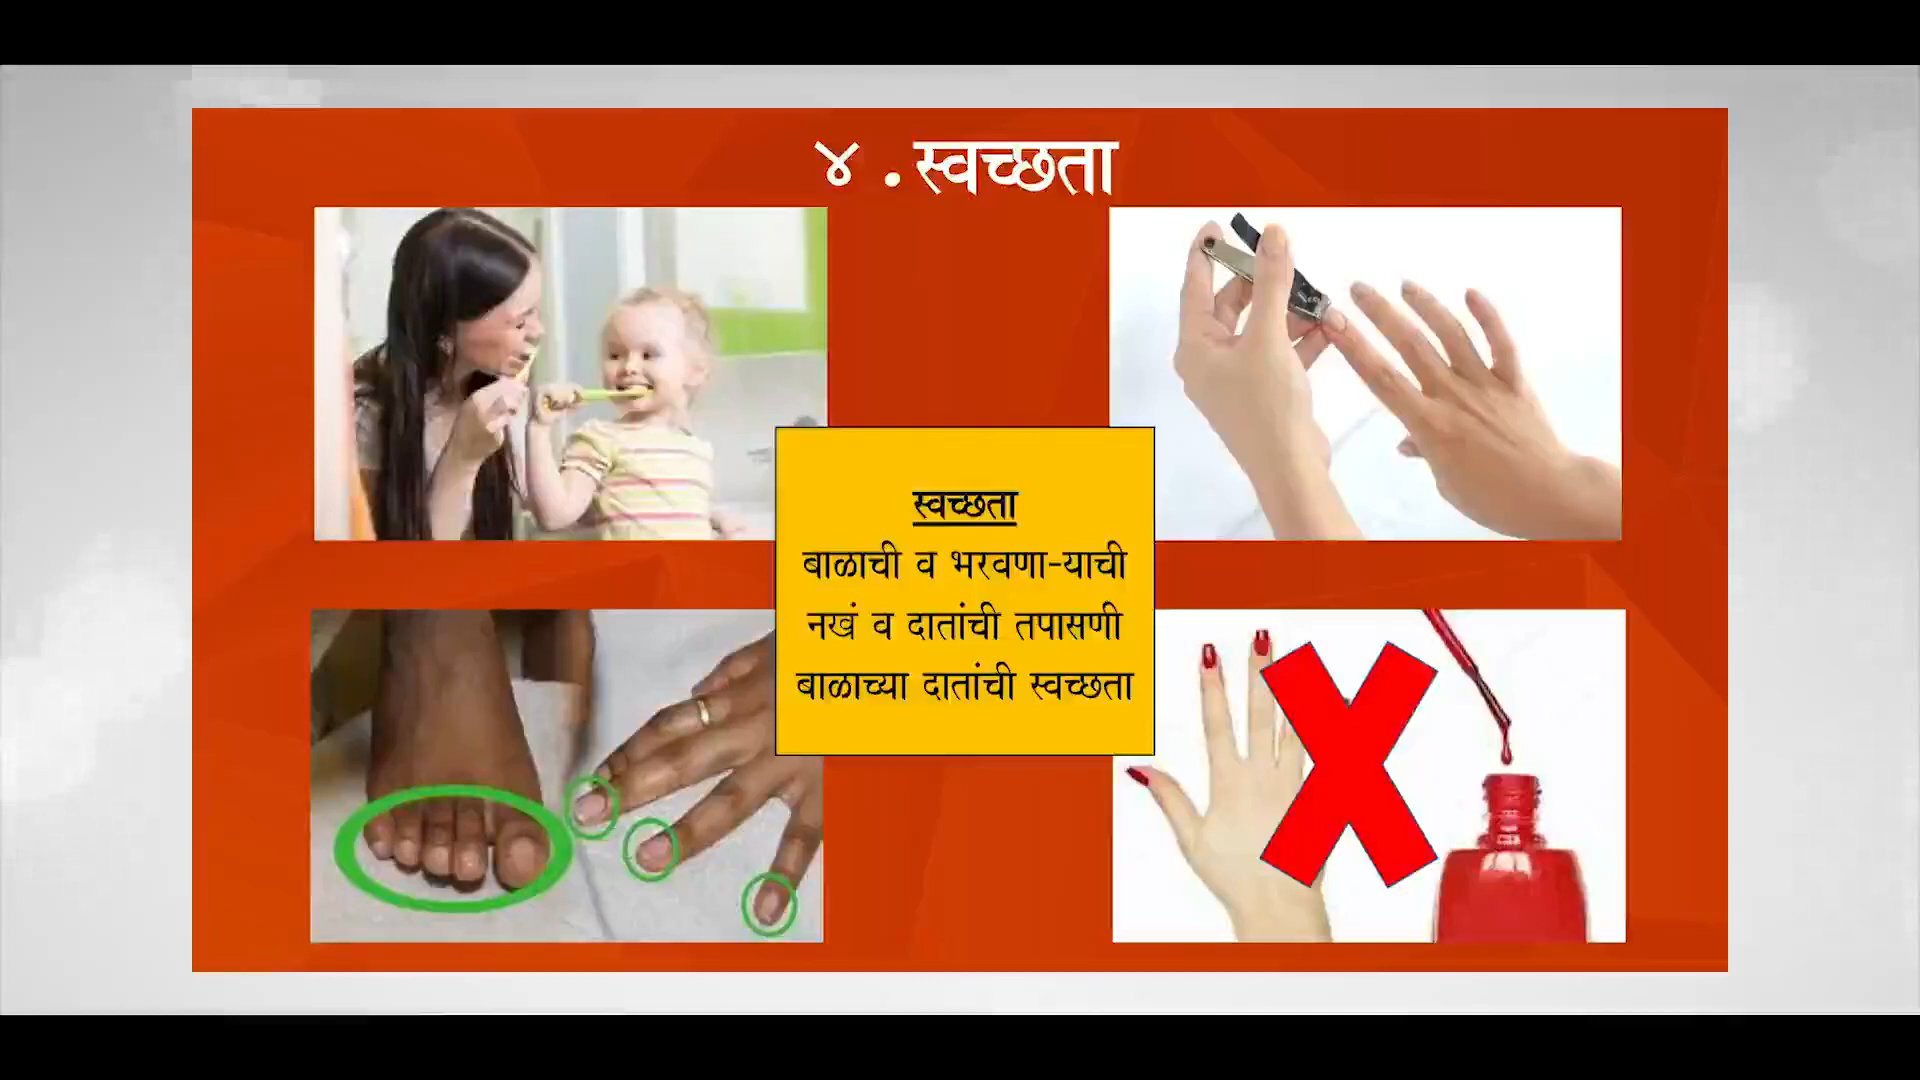 ४ . स्वच्छता
स्वच्छता
बाळाची व भरवणा-याची
नखं व दातांची तपासणी
बाळाच्या दातांची स्वच्छता